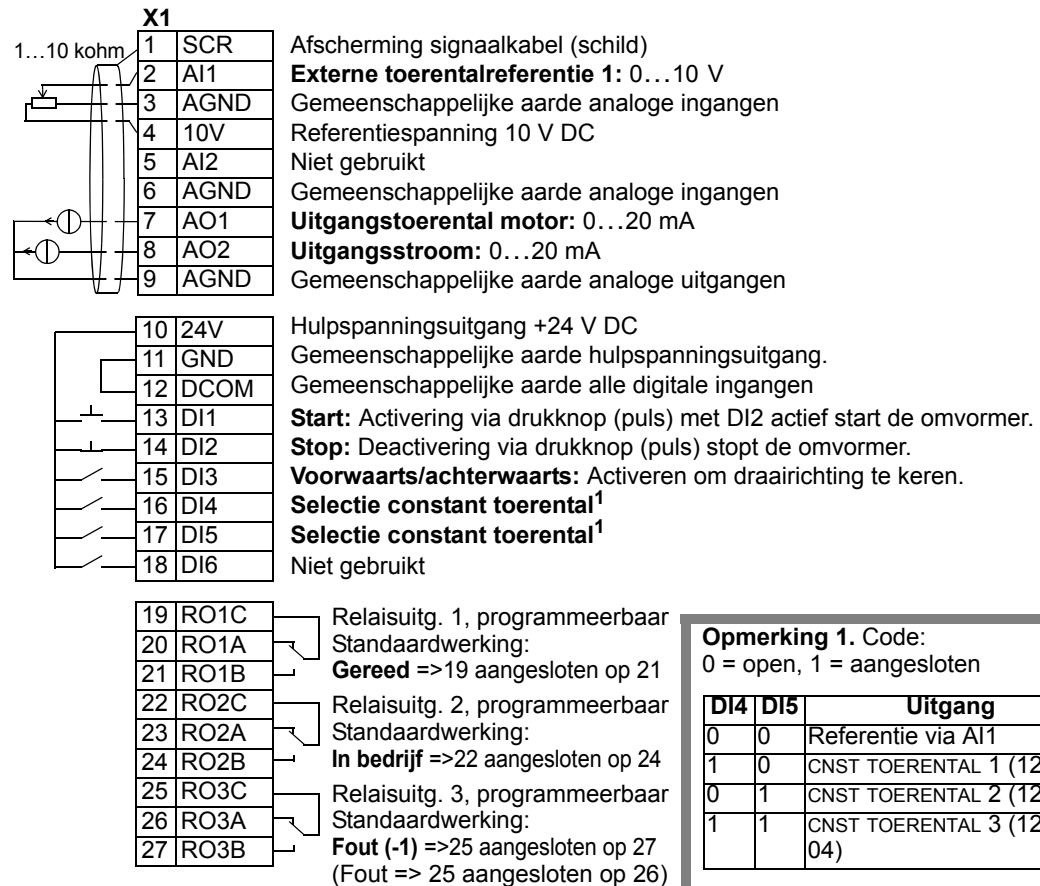 X1
1…10 kohm
1 SCR Afscherming signaalkabel (schild)
2 AI1 Externe toerentalreferentie 1: 0…10 V
3 AGND Gemeenschappelijke aarde analoge ingangen
4 10V Referentiespanning 10 V DC
5 AI2 Niet gebruikt
6 AGND Gemeenschappelijke aarde analoge ingangen
7 AO1 Uitgangstoerental motor: 0…20 mA
8 AO2 Uitgangsstroom: 0…20 mA
9 AGND Gemeenschappelijke aarde analoge uitgangen
10 24V Hulpspanningsuitgang +24 V DC
11 GND Gemeenschappelijke aarde hulpspanningsuitgang.
12 DCOM Gemeenschappelijke aarde alle digitale ingangen
13 DI1 Start: Activering via drukknop (puls) met DI2 actief start de omvormer.
14 DI2 Stop: Deactivering via drukknop (puls) stopt de omvormer.
15 DI3 Voorwaarts/achterwaarts: Activeren om draairichting te keren.
16 DI4 Selectie constant toerental1
17 DI5 Selectie constant toerental1
18 DI6 Niet gebruikt
19 RO1C Relaisuitg. 1, programmeerbaar
20 RO1A Standaardwerking:
21 RO1B Gereed =>19 aangesloten op 21
22 RO2C Relaisuitg. 2, programmeerbaar
23 RO2A Standaardwerking:
24 RO2B In bedrijf =>22 aangesloten op 24
25 RO3C Relaisuitg. 3, programmeerbaar
26 RO3A Standaardwerking:
27 RO3B Fout (-1) =>25 aangesloten op 27
(Fout => 25 aangesloten op 26)
Opmerking 1. Code:
0 = open, 1 = aangesloten
DI4 DI5 Uitgang
0 0 Referentie via AI1
1 0 CNST TOERENTAL 1 (12
0 1 CNST TOERENTAL 2 (12
1 1 CNST TOERENTAL 3 (12
04)